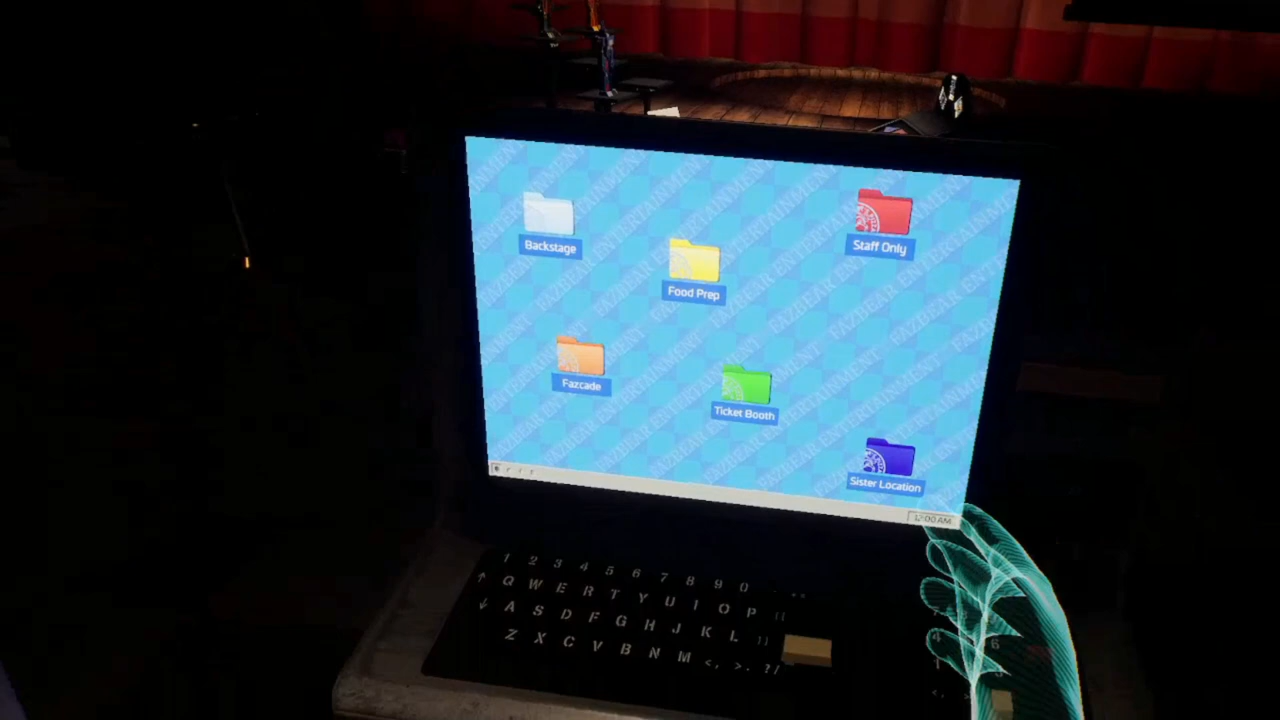 FAZBEAR ENTERTAINMENT
Backstage
Staff Only
Food Prep
Fazcade
Ticket Booth
Sister Location
12:00 AM
1 2 3 4 5 6 7 8 9 0
Q W E R T Y U I O P
A S D F G H J K L
Z X C V B N M <, >. ?/